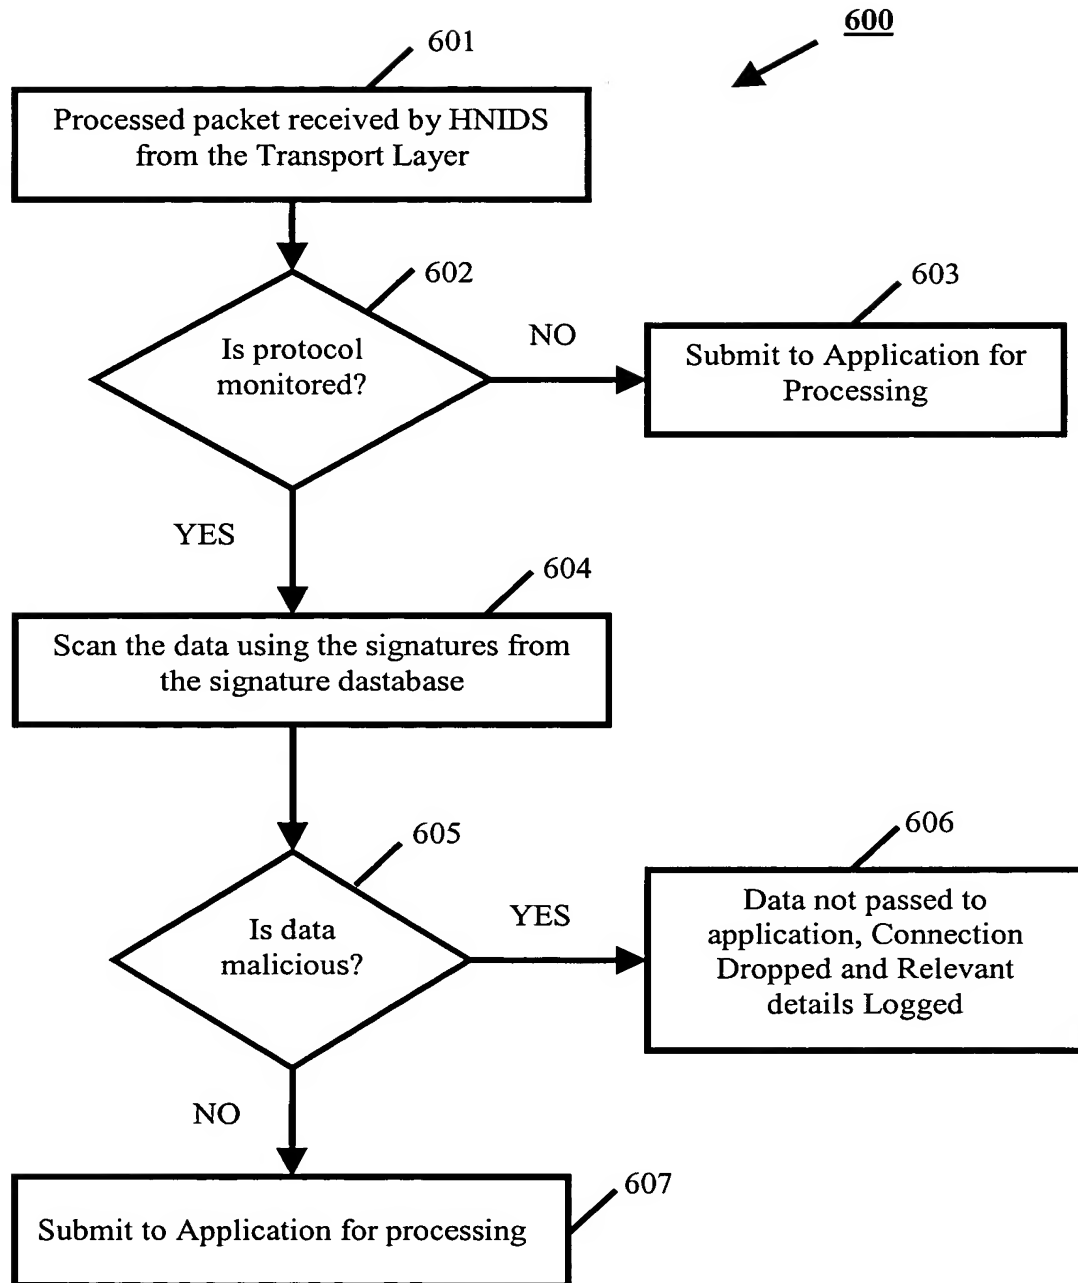 600
601
Processed packet received by HNIDS
from the Transport Layer
602
Is protocol
monitored?
NO
603
Submit to Application for
Processing
YES
604
Scan the data using the signatures from
the signature dastabase
605
Is data
malicious?
YES
606
Data not passed to
application, Connection
Dropped and Relevant
details Logged
NO
607
Submit to Application for processing